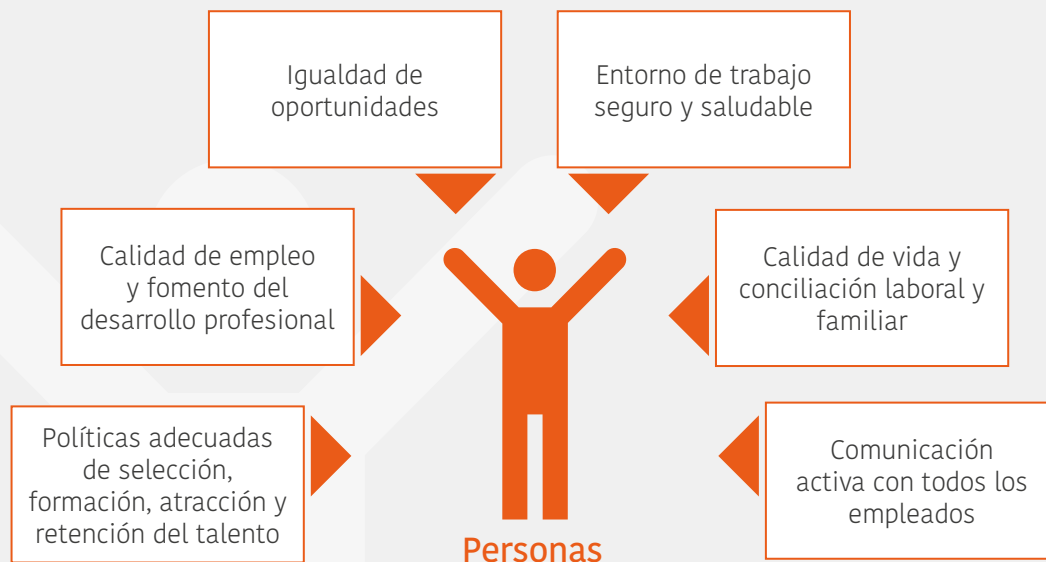 Igualdad de
oportunidades
Entorno de trabajo
seguro y saludable
Calidad de empleo
y fomento del
desarrollo profesional
Calidad de vida y
conciliación laboral y
familiar
Políticas adecuadas
de selección,
formación, atracción y
retención del talento
Comunicación
activa con todos los
empleados
Personas